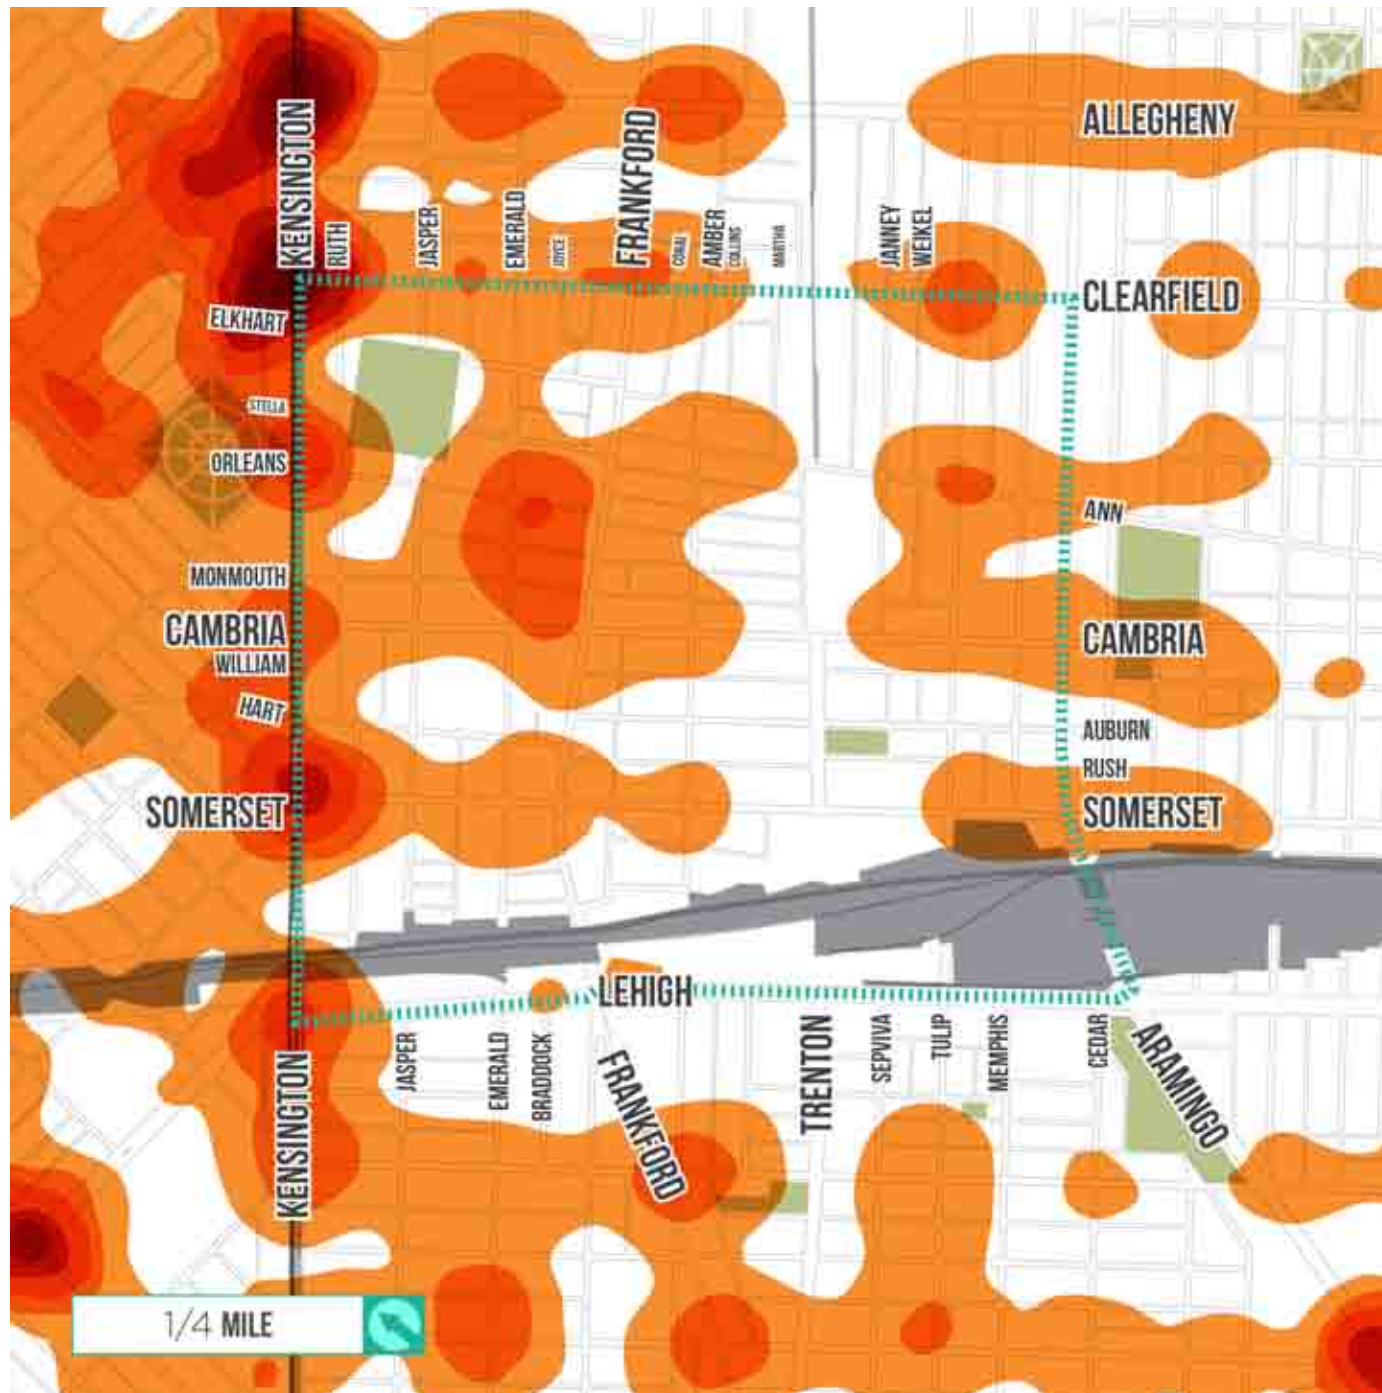 ALLEGHENY
KENSINGTON
RUTH
JASPER
EMERALD
JOYCE
FRANKFORD
CORAL
AMBER
COLLINS
MARTHA
JANNEY
WEIKEL
CLEARFIELD
ELKHART
STELLA
ORLEANS
ANN
MONMOUTH
CAMBRIA
CAMBRIA
WILLIAM
HART
AUBURN
RUSH
SOMERSET
SOMERSET
LEHIGH
KENSINGTON
JASPER
EMERALD
BRADDOCK
FRANKFORD
TRENTON
SEPVIVA
TULIP
MEMPHIS
CEDAR
ARAMINGO
1/4 MILE